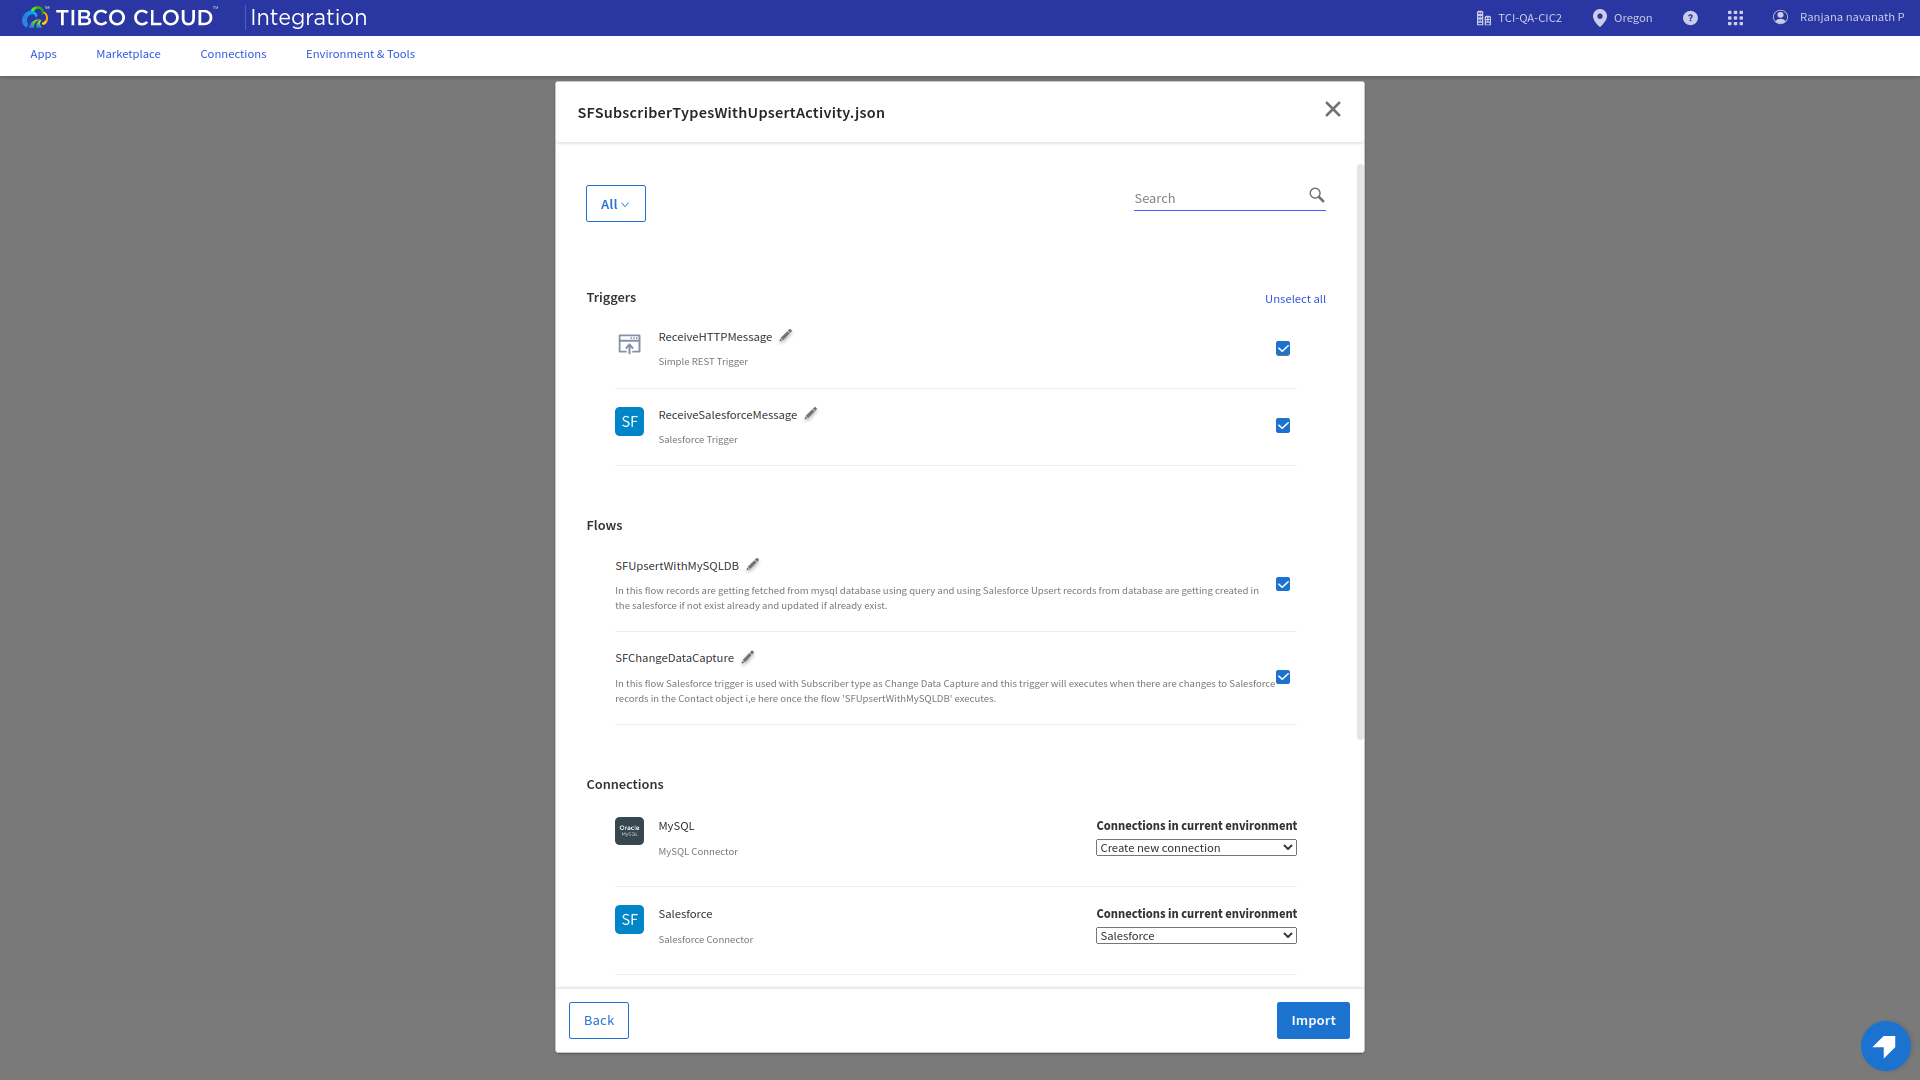 TIBCO CLOUD™ Integration
TCI-QA-CIC2
Oregon
?
Ranjana navanath P
Apps
Marketplace
Connections
Environment & Tools
SFSubscriberTypesWithUpsertActivity.json
All
Search
Triggers
Unselect all
ReceiveHTTPMessage
Simple REST Trigger
SF
ReceiveSalesforceMessage
Salesforce Trigger
Flows
SFUpsertWithMySQLDB
In this flow records are getting fetched from mysql database using query and using Salesforce Upsert records from database are getting created in
the salesforce if not exist already and updated if already exist.
SFChangeDataCapture
In this flow Salesforce trigger is used with Subscriber type as Change Data Capture and this trigger will executes when there are changes to Salesforce
records in the Contact object i,e here once the flow 'SFUpsertWithMySQLDB' executes.
Connections
Oracle
MySQL
MySQL
MySQL Connector
Connections in current environment
Create new connection
SF
Salesforce
Salesforce Connector
Connections in current environment
Salesforce
Back
Import